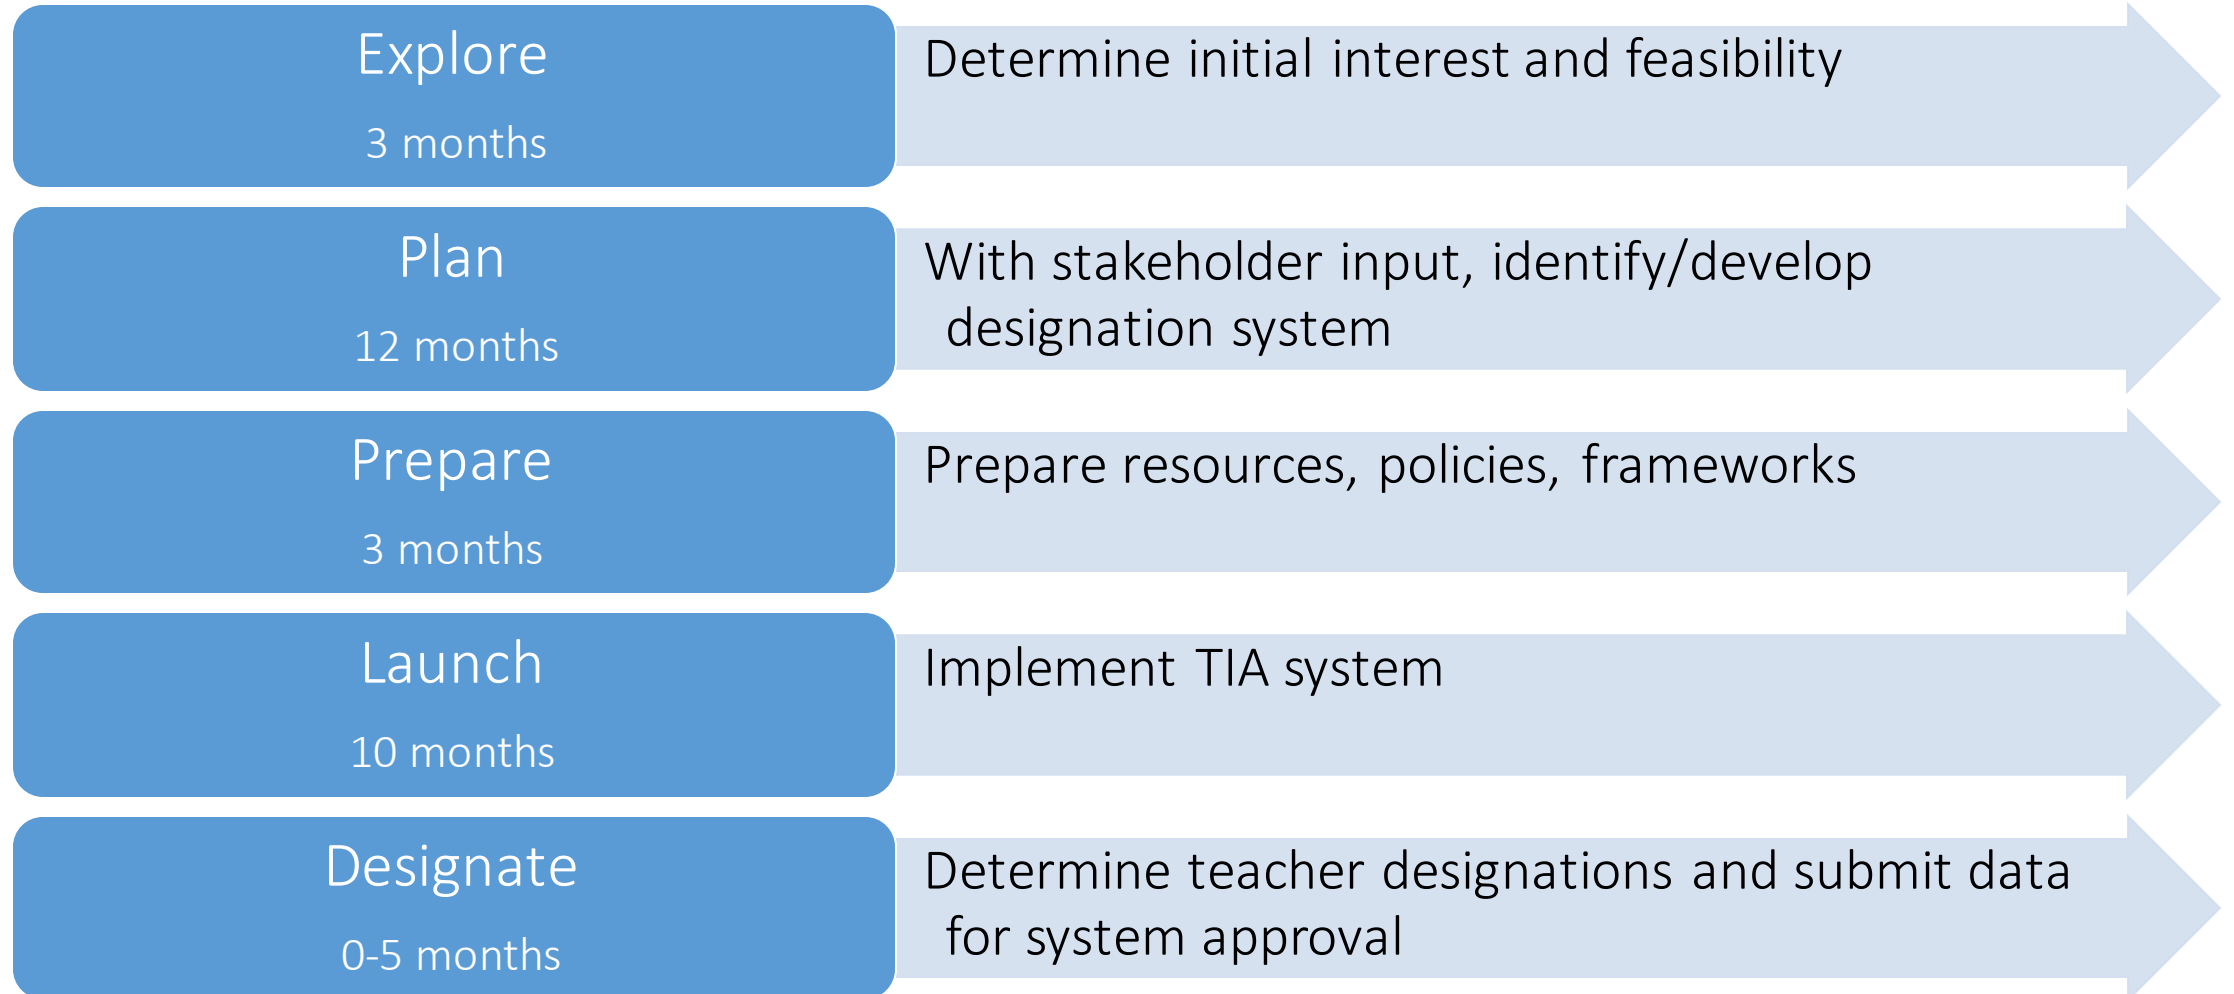 Explore
3 months
Determine initial interest and feasibility
Plan
12 months
With stakeholder input, identify/develop
designation system
Prepare
3 months
Prepare resources, policies, frameworks
Launch
10 months
Implement TIA system
Designate
0-5 months
Determine teacher designations and submit data
for system approval